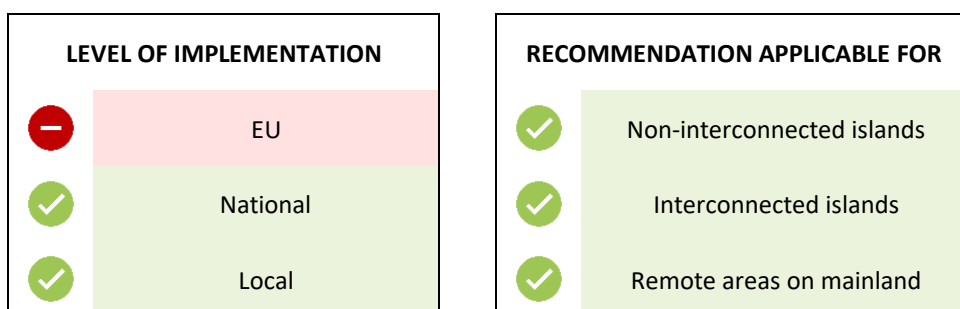 LEVEL OF IMPLEMENTATION
EU
National
Local
RECOMMENDATION APPLICABLE FOR
Non-interconnected islands
Interconnected islands
Remote areas on mainland